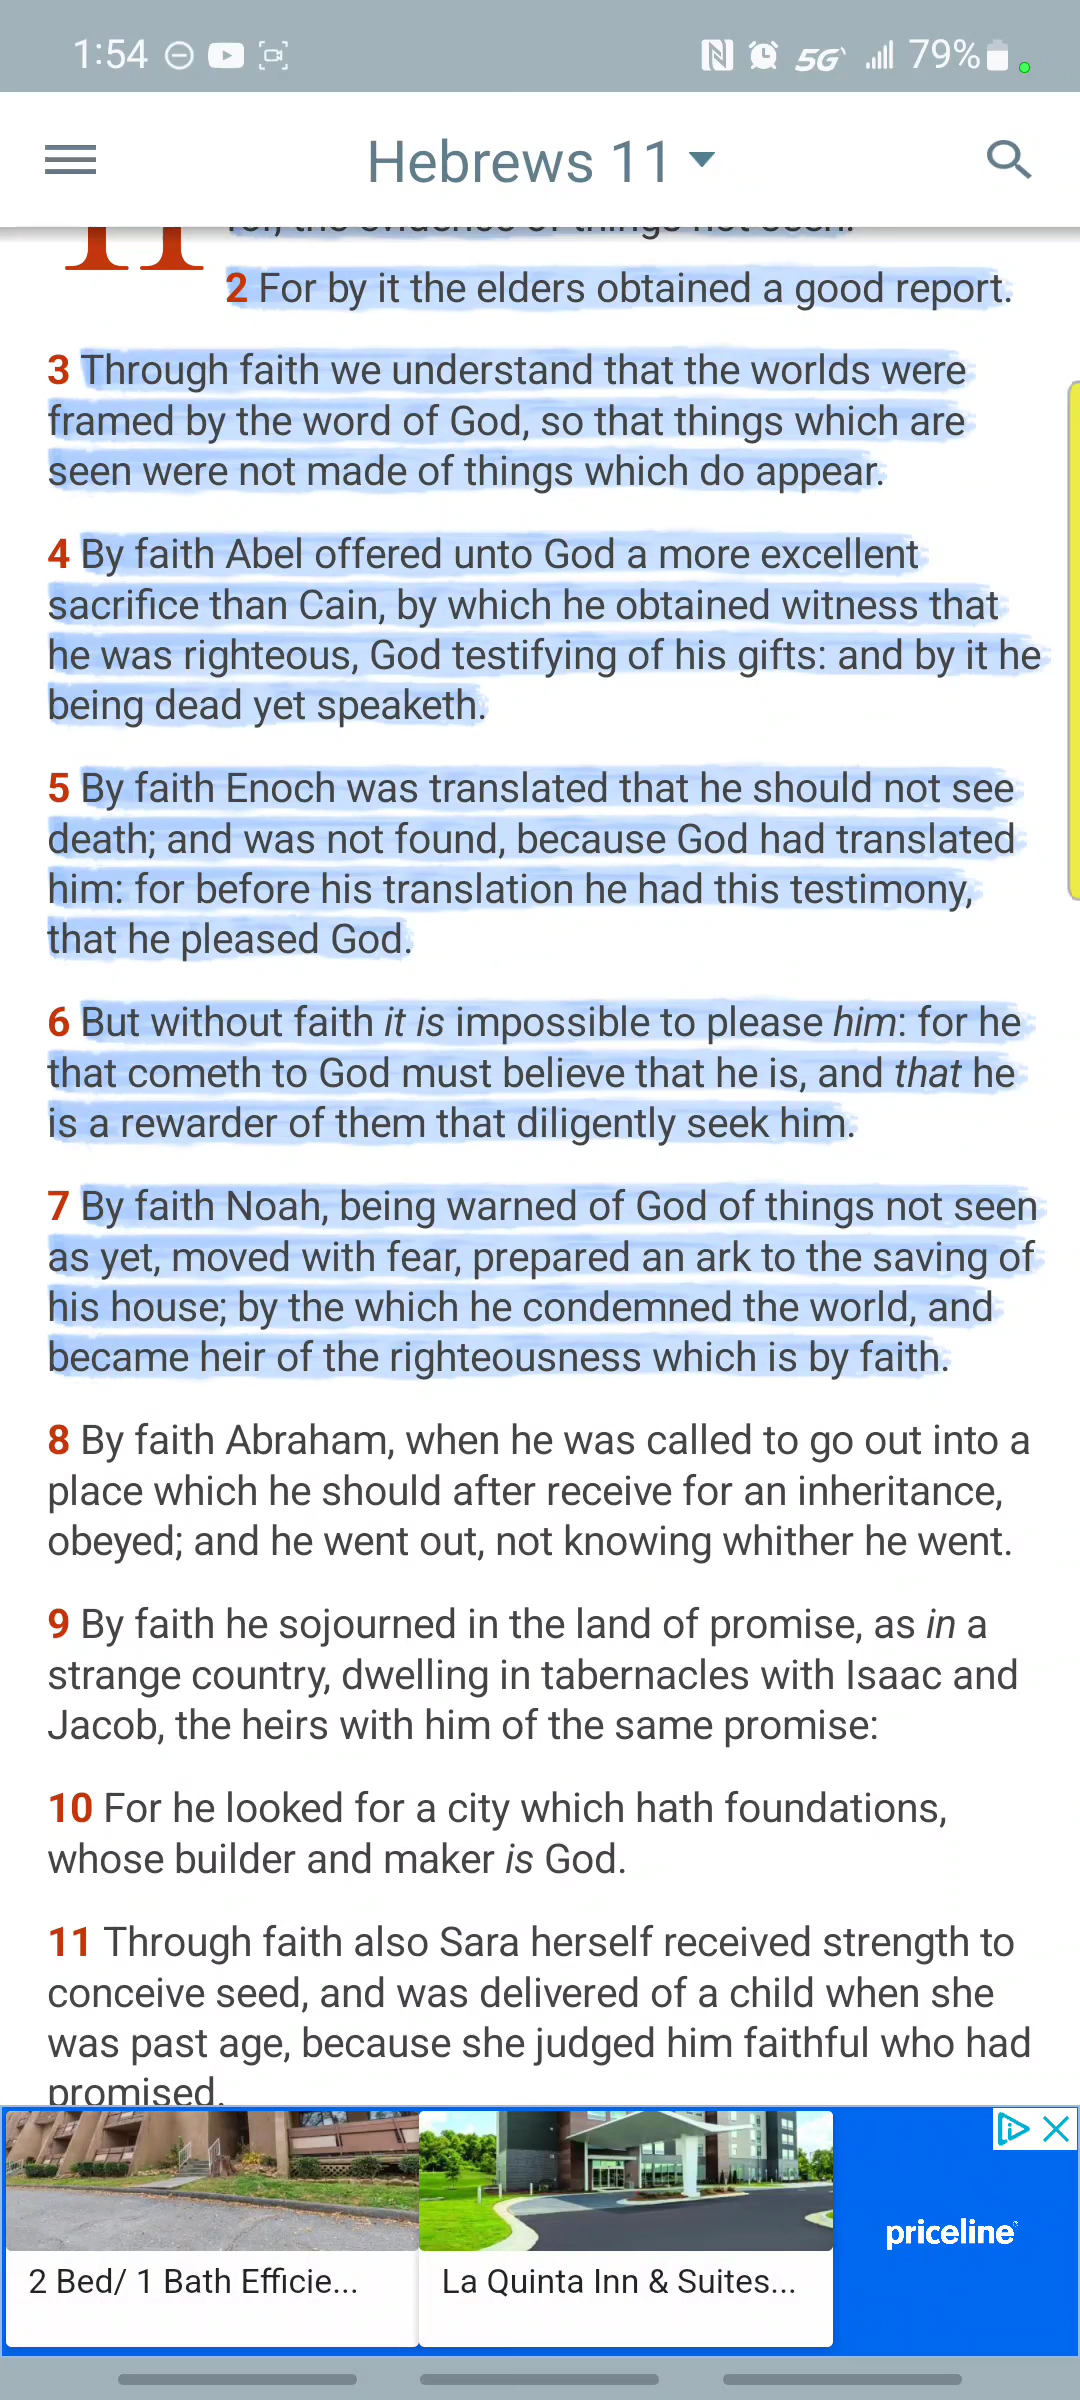 1:54
5G
79%
Hebrews 11
for, the evidence of things not seen.
2 For by it the elders obtained a good report.
3 Through faith we understand that the worlds were
framed by the word of God, so that things which are
seen were not made of things which do appear.
4 By faith Abel offered unto God a more excellent
sacrifice than Cain, by which he obtained witness that
he was righteous, God testifying of his gifts: and by it he
being dead yet speaketh.
5 By faith Enoch was translated that he should not see
death; and was not found, because God had translated
him: for before his translation he had this testimony,
that he pleased God.
6 But without faith it is impossible to please him: for he
that cometh to God must believe that he is, and that he
is a rewarder of them that diligently seek him.
7 By faith Noah, being warned of God of things not seen
as yet, moved with fear, prepared an ark to the saving of
his house; by the which he condemned the world, and
became heir of the righteousness which is by faith.
8 By faith Abraham, when he was called to go out into a
place which he should after receive for an inheritance,
obeyed; and he went out, not knowing whither he went.
9 By faith he sojourned in the land of promise, as in a
strange country, dwelling in tabernacles with Isaac and
Jacob, the heirs with him of the same promise:
10 For he looked for a city which hath foundations,
whose builder and maker is God.
11 Through faith also Sara herself received strength to
conceive seed, and was delivered of a child when she
was past age, because she judged him faithful who had
promised.
2 Bed/ 1 Bath Efficie...
La Quinta Inn & Suites...
priceline